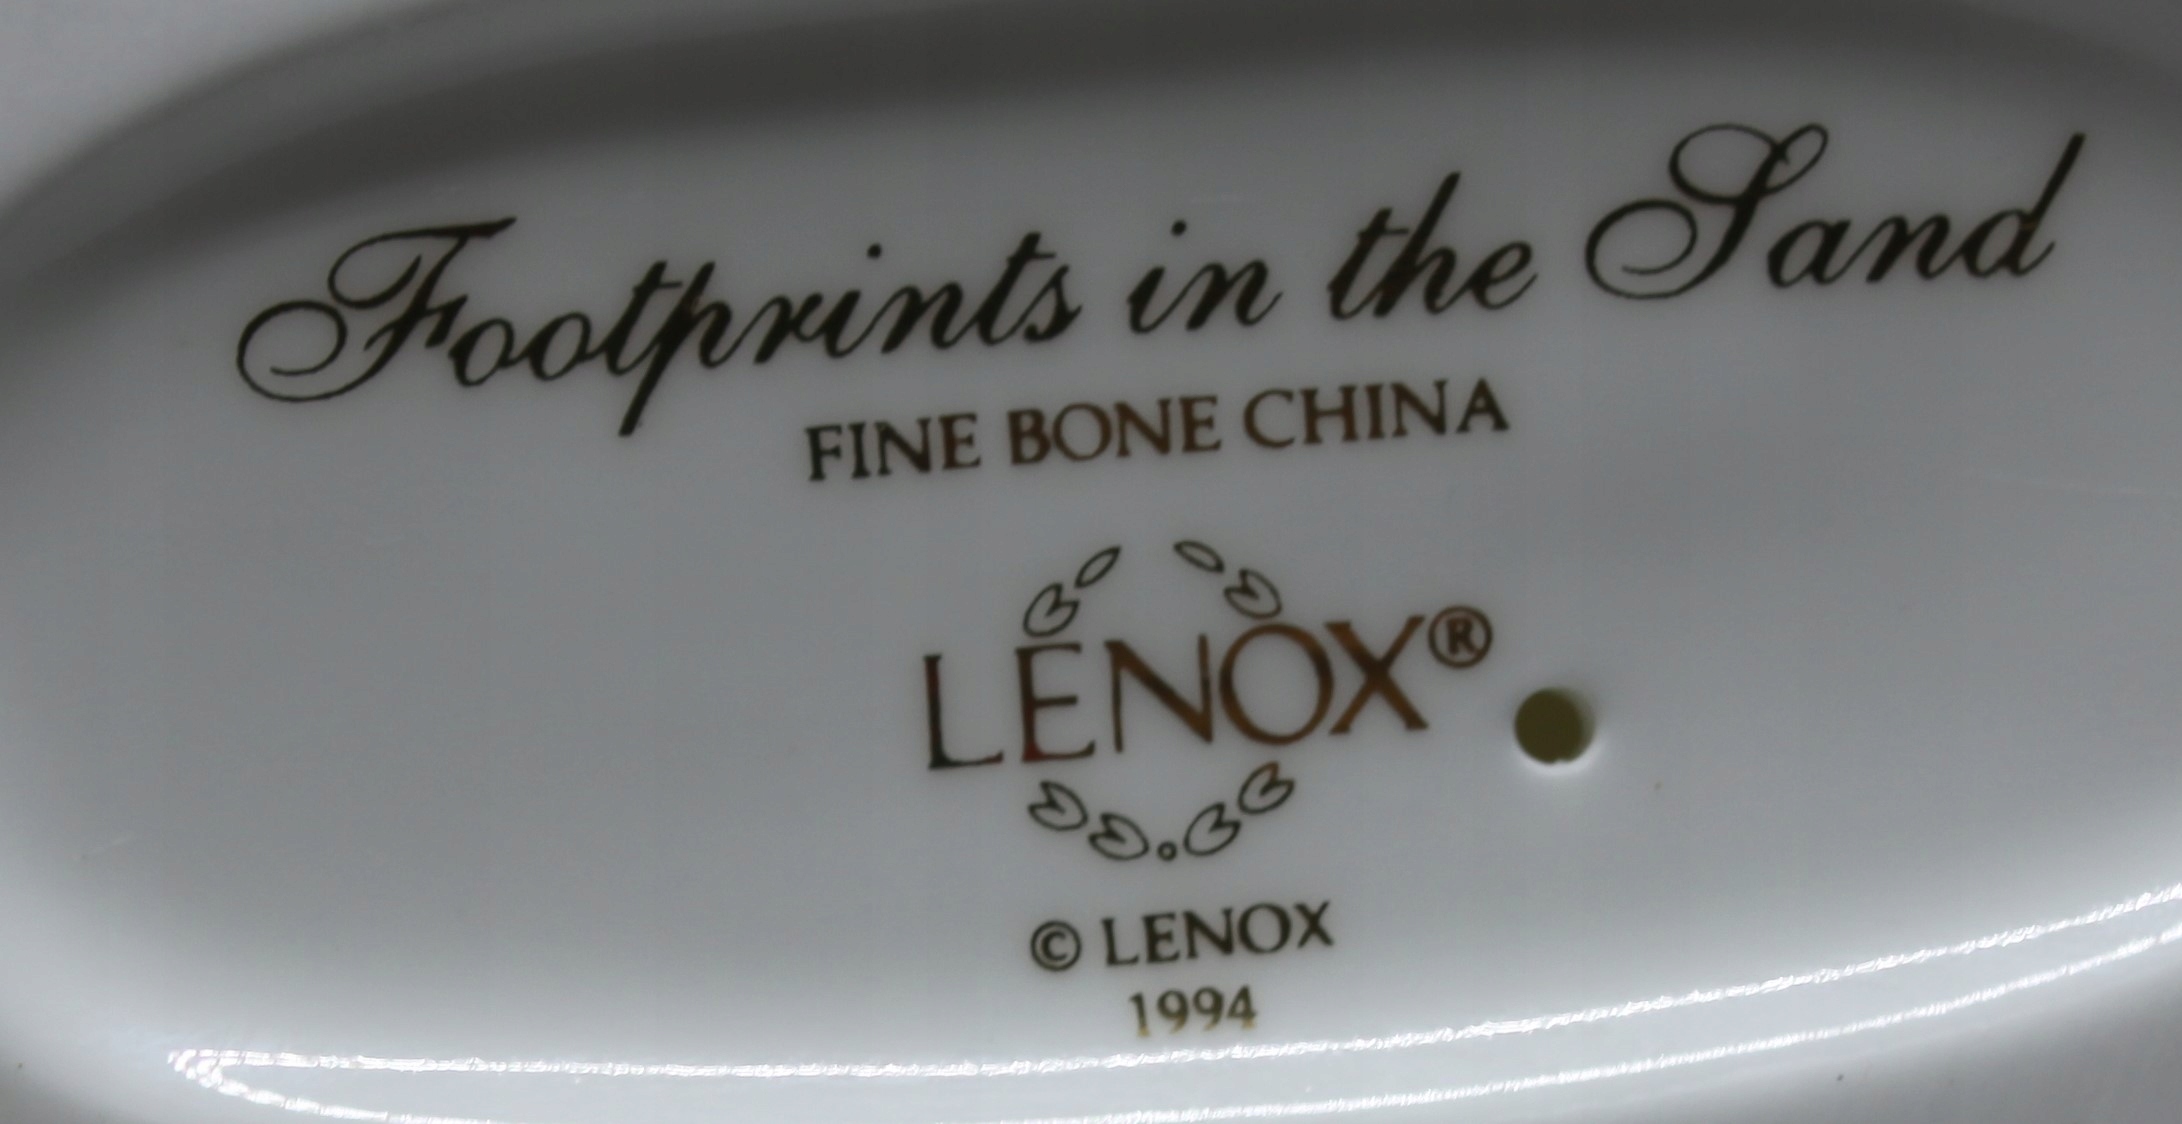 Footprints in the Sand
FINE BONE CHINA
LENOX®
© LENOX
1994